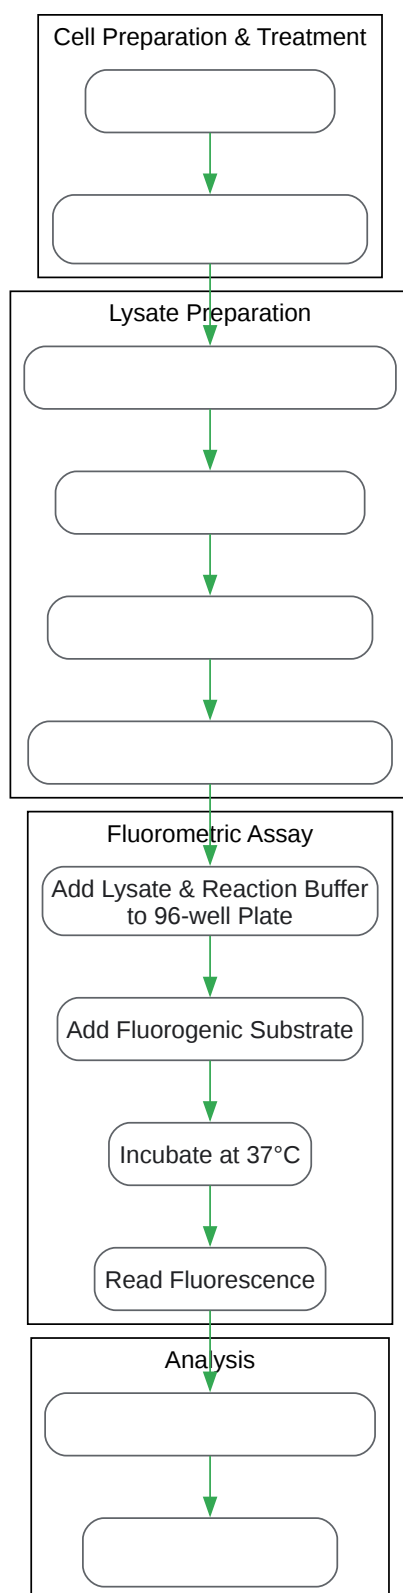 Cell Preparation & Treatment
Lysate Preparation
Fluorometric Assay
Add Lysate & Reaction Buffer
to 96-well Plate
Add Fluorogenic Substrate
Incubate at 37°C
Read Fluorescence
Analysis